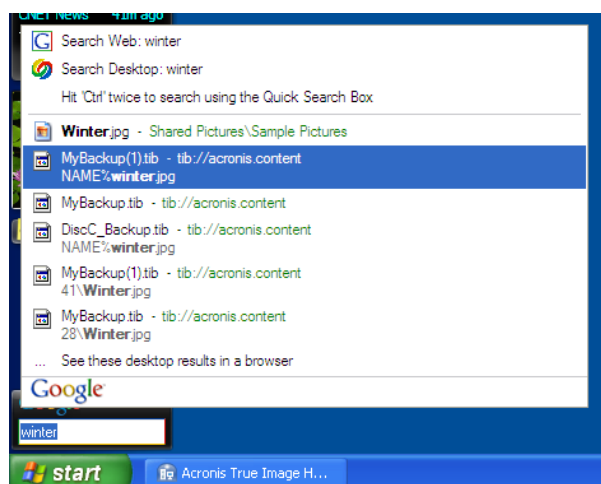 CNET News 41m ago
Search Web: winter
Search Desktop: winter
Hit 'Ctrl' twice to search using the Quick Search Box
Winter.jpg - Shared Pictures\Sample Pictures
MyBackup(1).tib - tib://acronis.content
NAME%winter.jpg
MyBackup.tib - tib://acronis.content
DiscC_Backup.tib - tib://acronis.content
NAME%winter.jpg
MyBackup(1).tib - tib://acronis.content
41\Winter.jpg
MyBackup.tib - tib://acronis.content
28\Winter.jpg
... See these desktop results in a browser
Google
winter
start Acronis True Image H...